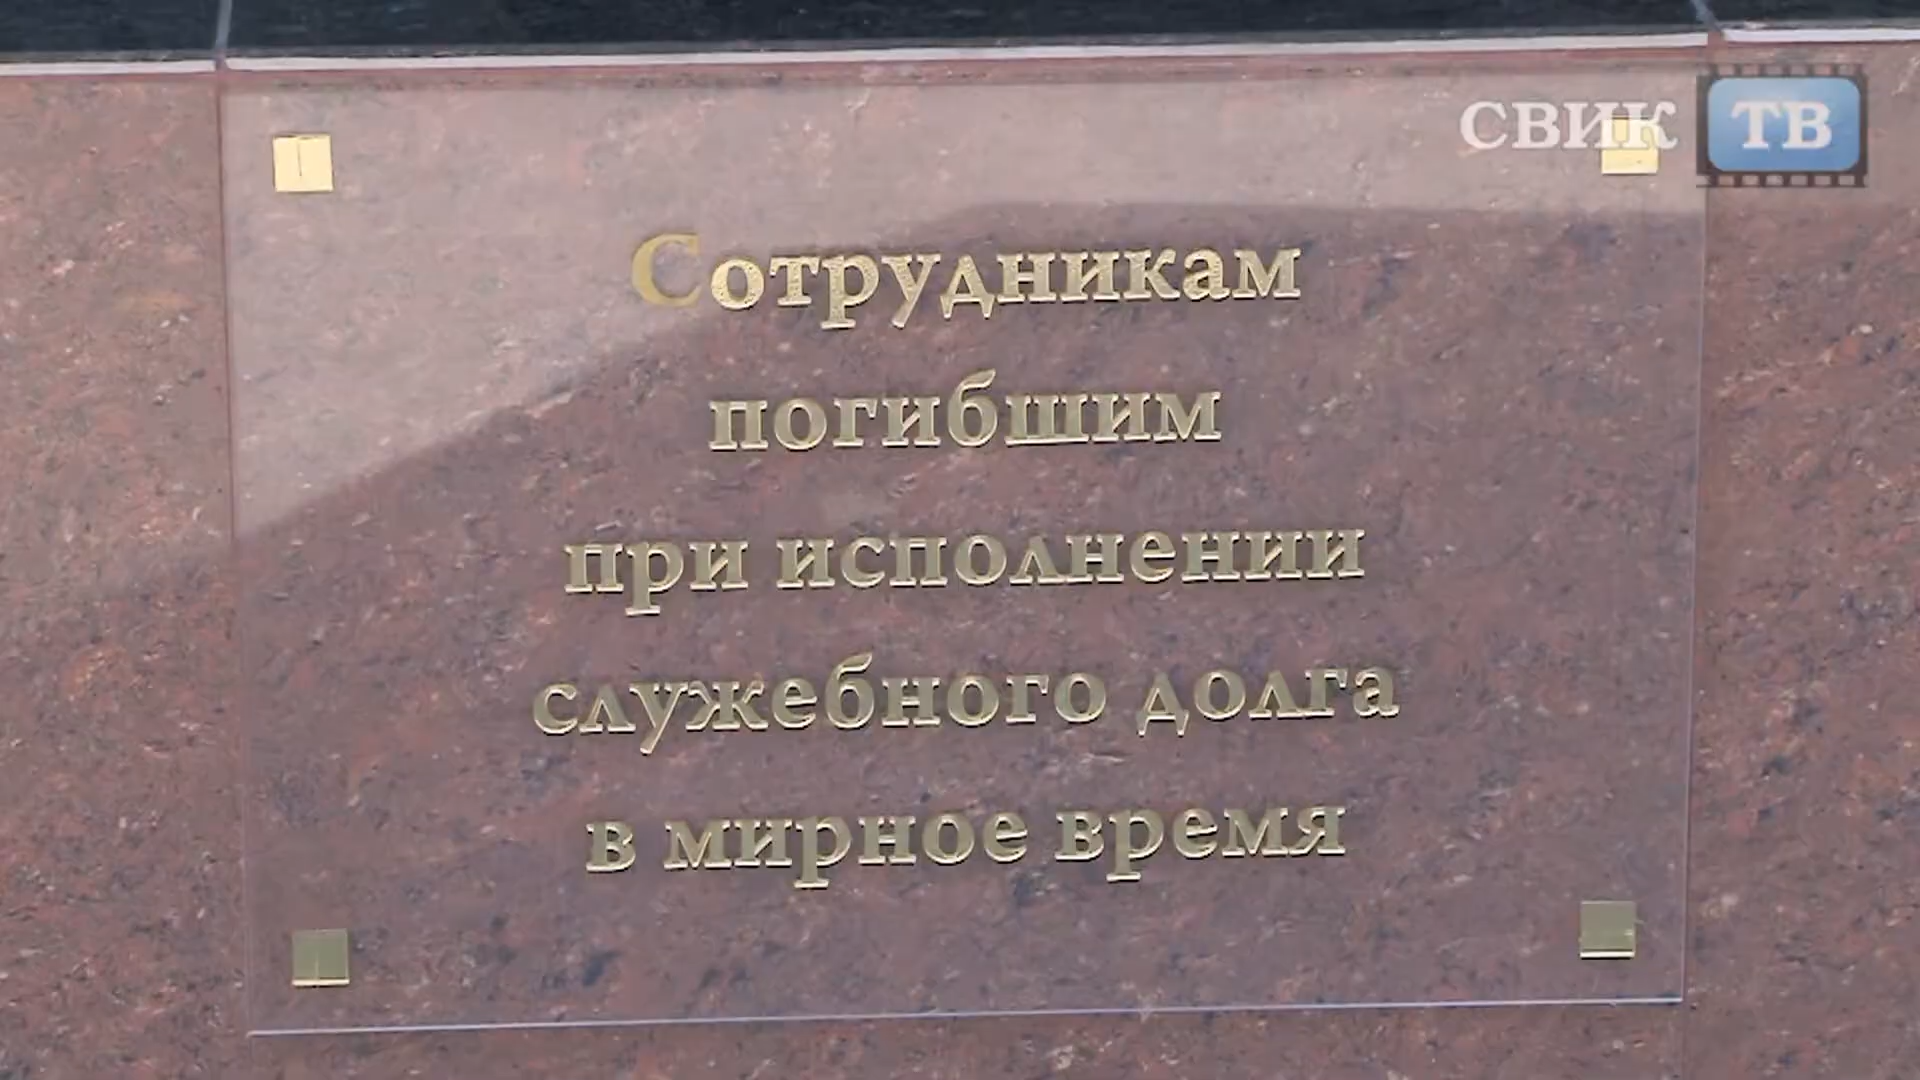 СВИК ТВ
Сотрудникам
погибшим
при исполнении
служебного долга
в мирное время